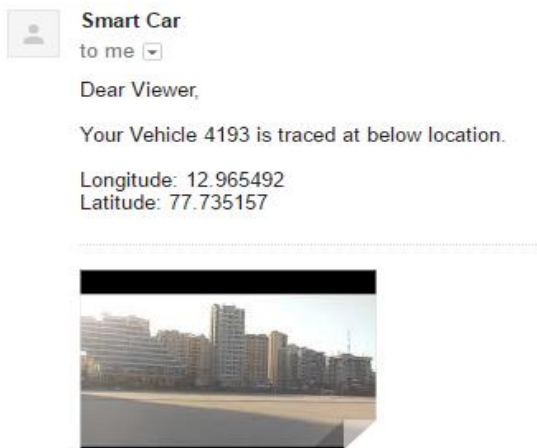 Smart Car
to me
Dear Viewer,
Your Vehicle 4193 is traced at below location.
Longitude: 12.965492
Latitude: 77.735157